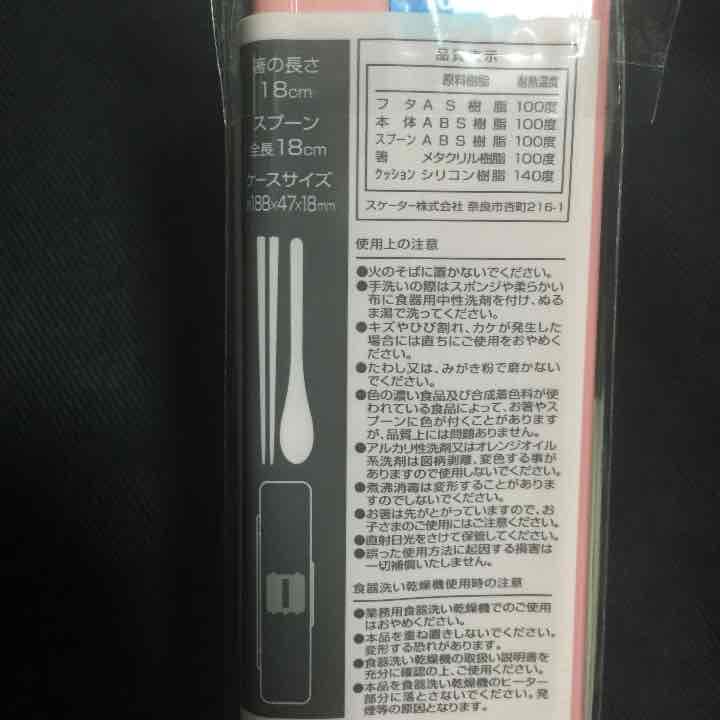 箸の長さ
18cm
スプーン
全長18cm
ケースサイズ
188×47×18mm
品質表示
原料樹脂 耐熱温度
フタ AS樹脂 100度
本体 ABS樹脂 100度
スプーン ABS樹脂 100度
箸 メタクリル樹脂 100度
クッション シリコン樹脂 140度
スケーター株式会社 奈良市杏町216-1
使用上の注意
●火のそばに置かないでください。
●手洗いの際はスポンジや柔らかい
布に食器用中性洗剤を付け、ぬる
ま湯で洗ってください。
●キズやひび割れ、カケが発生した
場合には直ちにご使用をおやめく
ださい。
●たわし又は、みがき粉で磨かない
でください。
●色の濃い食品及び合成着色料が使
われている食品によって、お箸やス
プーンに色が付くことがあります
が、品質上には問題ありません。
●アルカリ性洗剤又はオレンジオイル
系洗剤は図柄剥離、変色する事が
ありますので使用しないでください。
●煮沸消毒は変形することがありま
すのでしないでください。
●お箸は先がとがっていますので、お
子さまのご使用にはご注意ください。
●直射日光をさけて保管してください。
●誤った使用方法に起因する損害は
一切補償いたしません。
食器洗い乾燥機使用時の注意
●業務用食器洗い乾燥機でのご使用
はおやめください。
●本品を重ね置きしないでください。
変形する恐れがあります。
●食器洗い乾燥機の取扱い説明書を
充分に確認の上、ご使用ください。
●本品を食器洗い乾燥機のヒーター
部分に落とさないでください。発
煙等の原因となります。